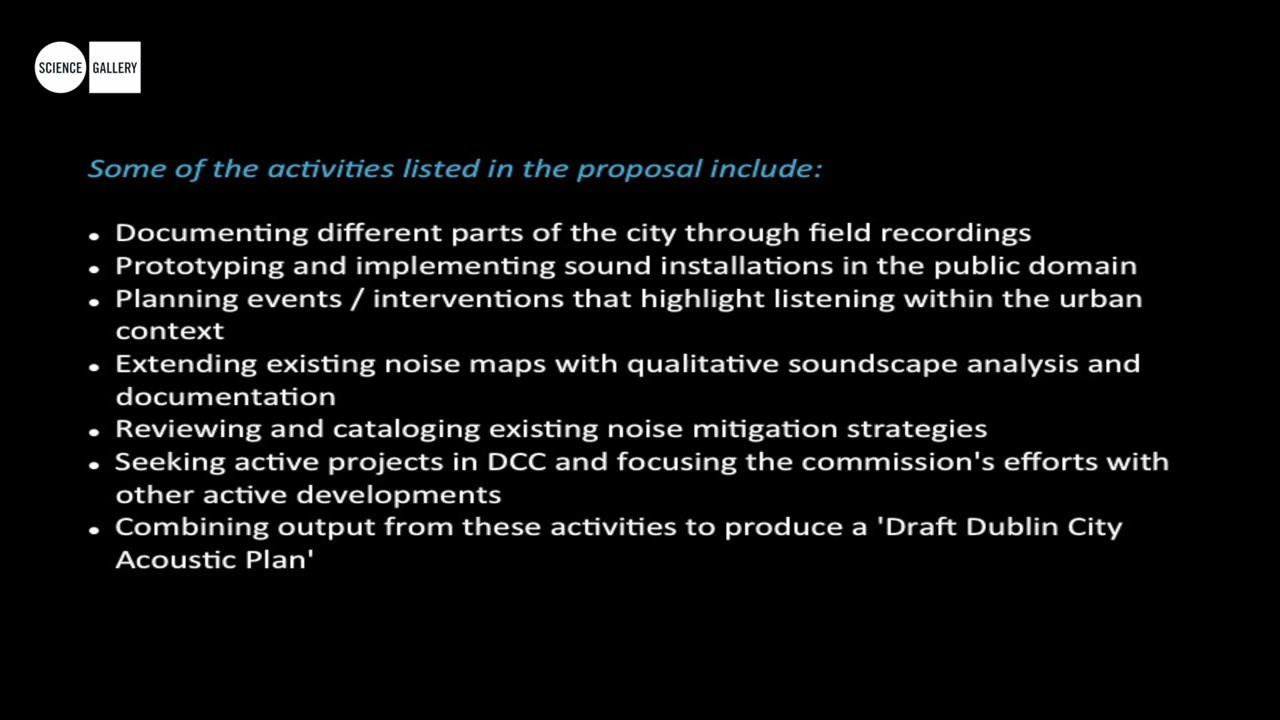 SCIENCE GALLERY
Some of the activities listed in the proposal include:
• Documenting different parts of the city through field recordings
• Prototyping and implementing sound installations in the public domain
• Planning events / interventions that highlight listening within the urban
context
• Extending existing noise maps with qualitative soundscape analysis and
documentation
• Reviewing and cataloging existing noise mitigation strategies
• Seeking active projects in DCC and focusing the commission's efforts with
other active developments
• Combining output from these activities to produce a 'Draft Dublin City
Acoustic Plan'